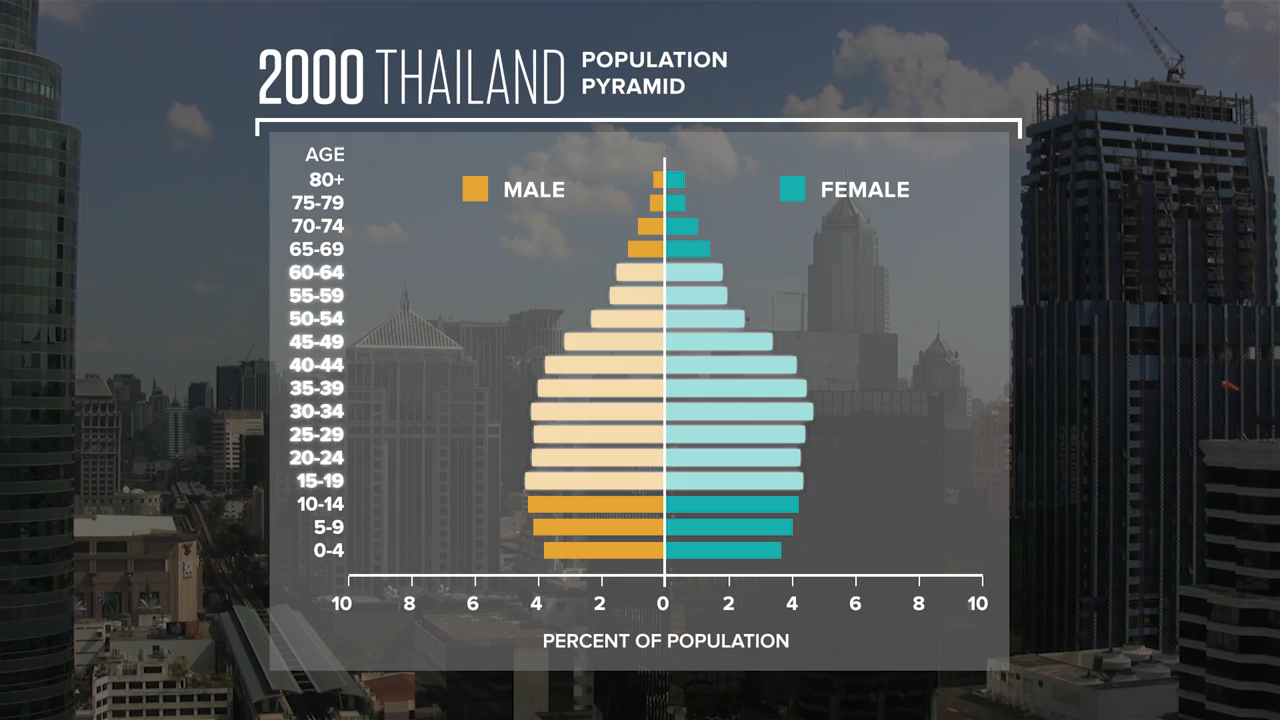 2000 THAILAND POPULATION PYRAMID
AGE
80+
MALE
FEMALE
75-79
70-74
65-69
60-64
55-59
50-54
45-49
40-44
35-39
30-34
25-29
20-24
15-19
10-14
5-9
0-4
10 8 6 4 2 0 2 4 6 8 10
PERCENT OF POPULATION